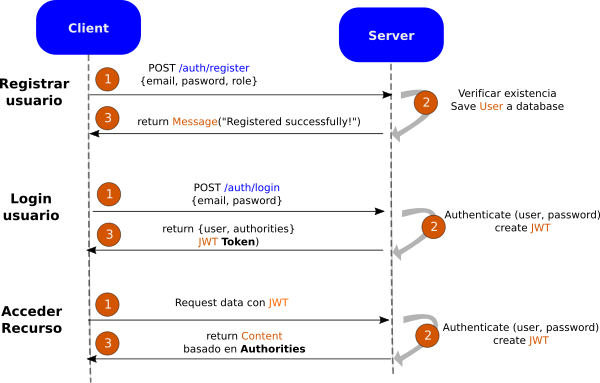 Client
Server
Registrar
usuario
1
POST /auth/register
{email, pasword, role}
2
Verificar existencia
Save User a database
3
return Message("Registered successfully!")
Login
usuario
1
POST /auth/login
{email, pasword}
2
Authenticate (user, password)
create JWT
3
return {user, authorities}
JWT Token)
Acceder
Recurso
1
Request data con JWT
2
Authenticate (user, password)
create JWT
3
return Content
basado en Authorities